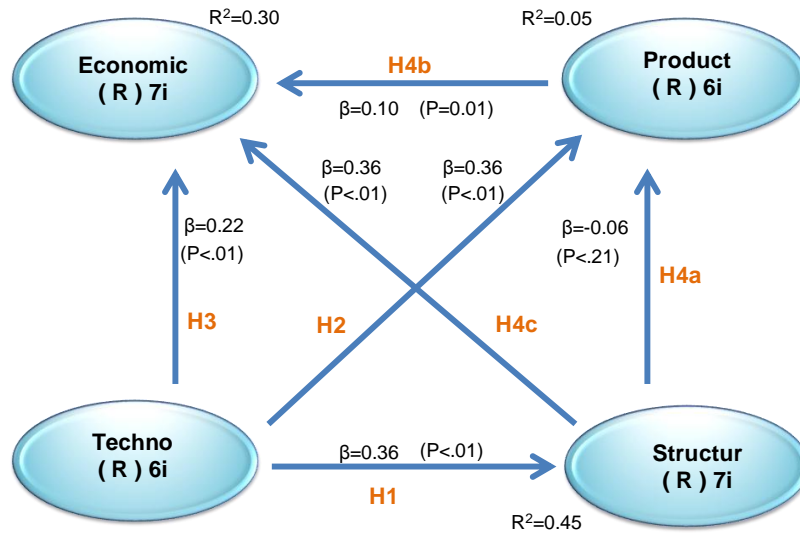 R²=0.30
R²=0.05
Economic
( R ) 7i
H4b
Product
( R ) 6i
β=0.10 (P=0.01)
β=0.36
(P<.01)
β=0.36
(P<.01)
β=0.22
(P<.01)
β=-0.06
(P<.21)
H4a
H3
H2
H4c
Techno
( R ) 6i
β=0.36 (P<.01)
H1
Structur
( R ) 7i
R²=0.45